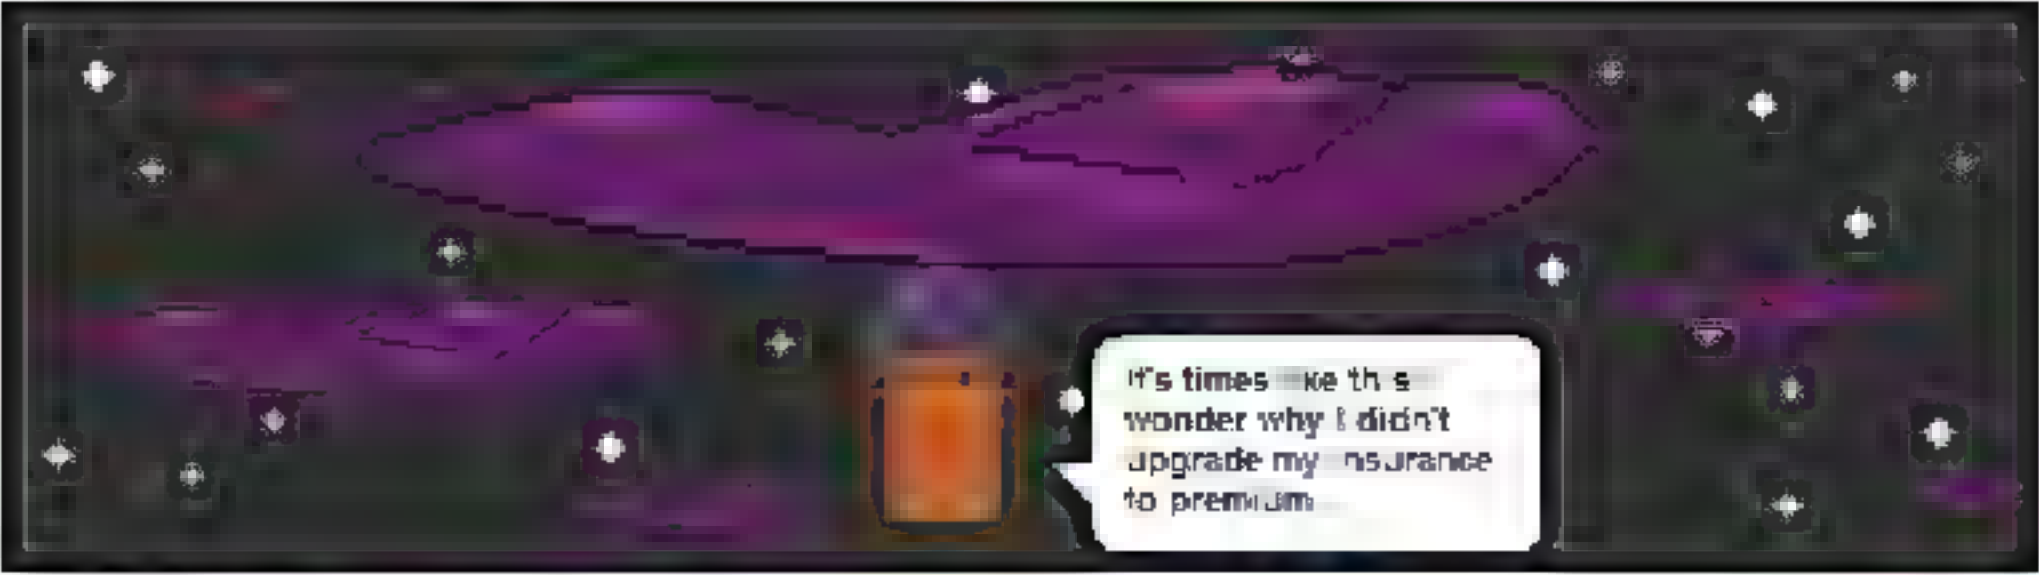 It's times like this I
wonder why I didn't
upgrade my insurance
to premium